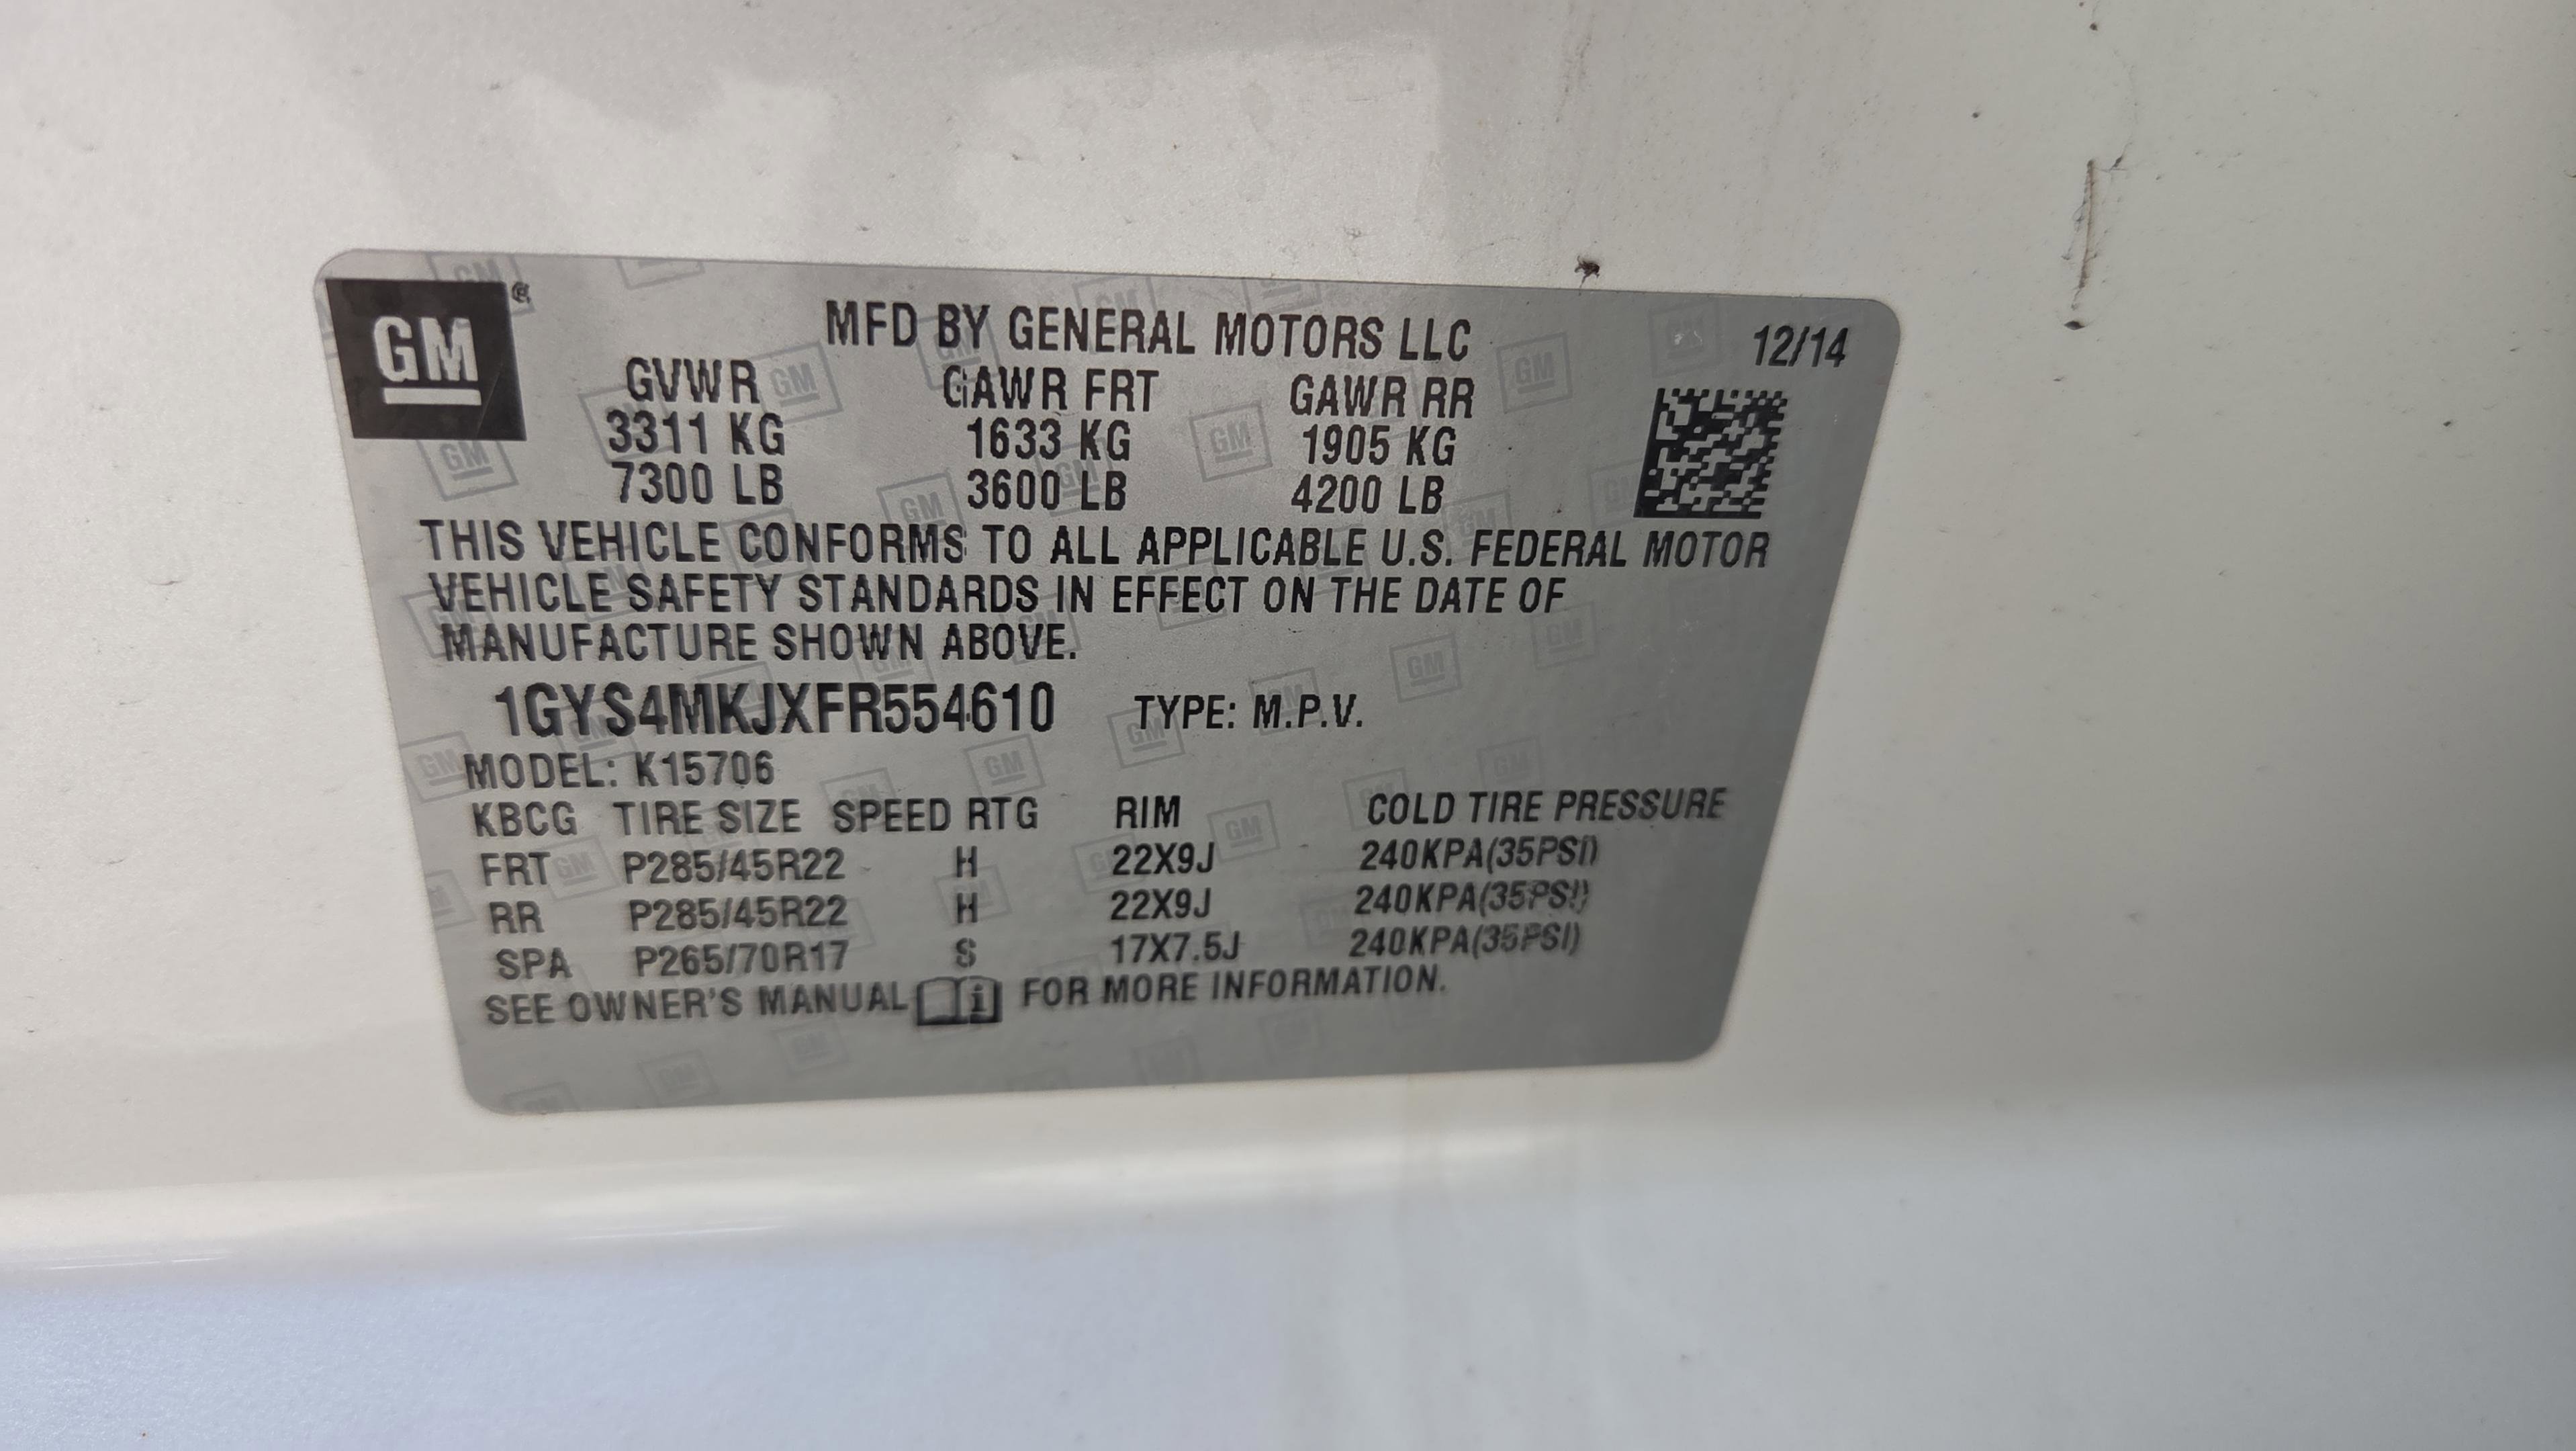 GM ®
MFD BY GENERAL MOTORS LLC 12/14
GVWR GAWR FRT GAWR RR
3311 KG 1633 KG 1905 KG
7300 LB 3600 LB 4200 LB
THIS VEHICLE CONFORMS TO ALL APPLICABLE U.S. FEDERAL MOTOR
VEHICLE SAFETY STANDARDS IN EFFECT ON THE DATE OF
MANUFACTURE SHOWN ABOVE.
1GYS4MKJXFR554610 TYPE: M.P.V.
MODEL: K15706
KBCG TIRE SIZE SPEED RTG RIM COLD TIRE PRESSURE
FRT P285/45R22 H 22X9J 240KPA(35PSI)
RR P285/45R22 H 22X9J 240KPA(35PSI)
SPA P265/70R17 S 17X7.5J 240KPA(35PSI)
SEE OWNER'S MANUAL FOR MORE INFORMATION.